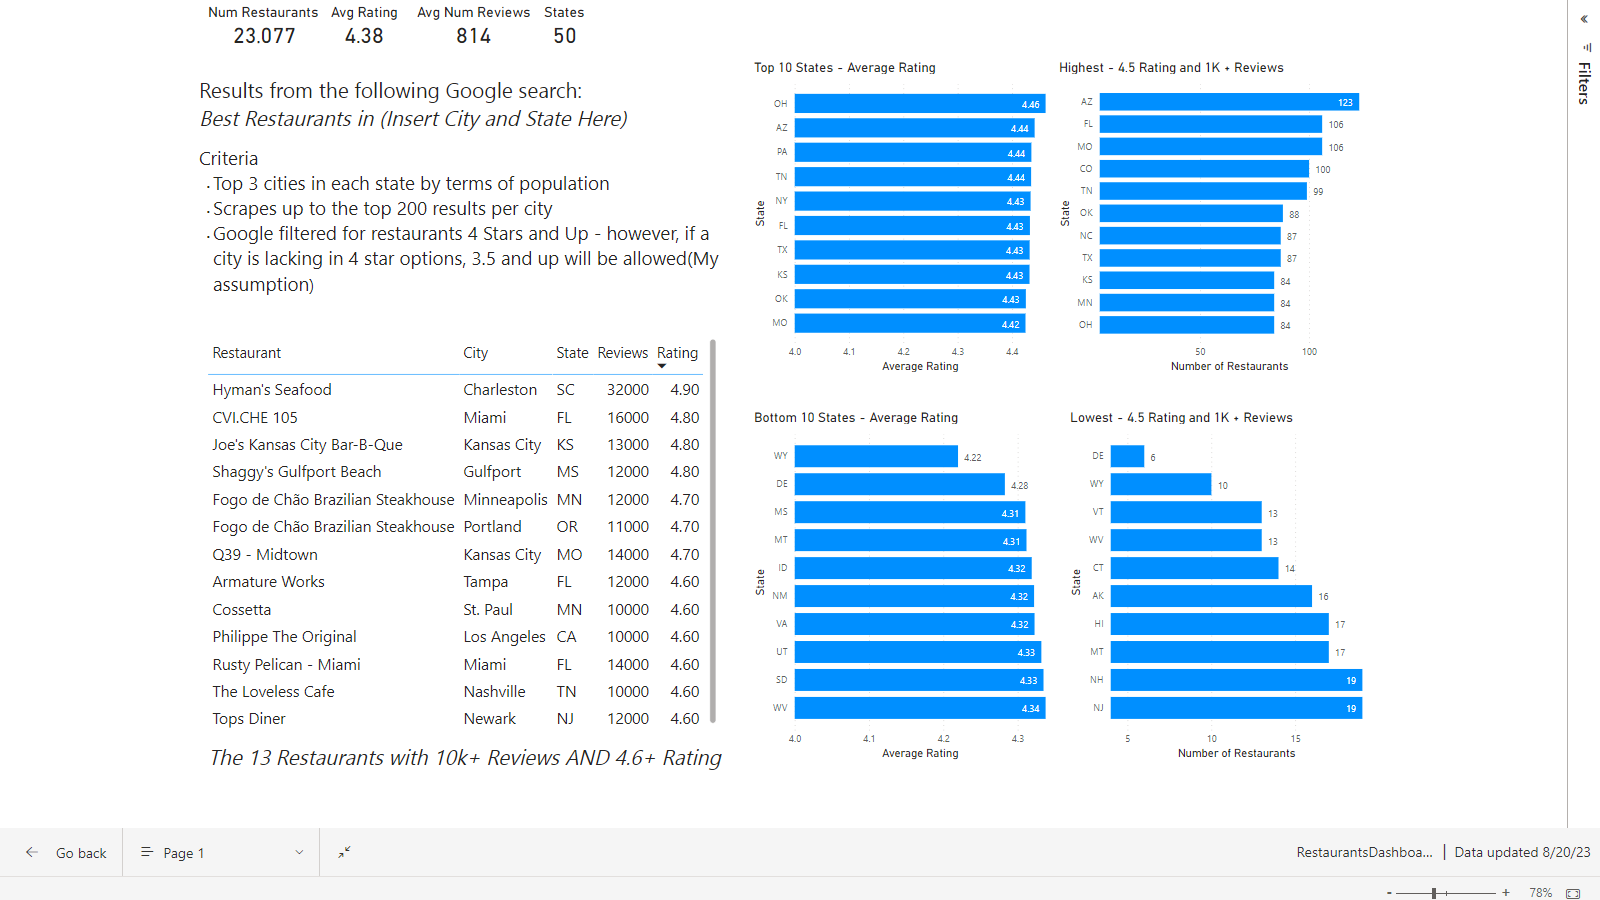 Num Restaurants Avg Rating Avg Num Reviews States
23.077 4.38 814 50
Results from the following Google search:
Best Restaurants in (Insert City and State Here)
Criteria
· Top 3 cities in each state by terms of population
· Scrapes up to the top 200 results per city
· Google filtered for restaurants 4 Stars and Up - however, if a
city is lacking in 4 star options, 3.5 and up will be allowed(My
assumption)
Restaurant City State Reviews Rating
Hyman's Seafood Charleston SC 32000 4.90
CVI.CHE 105 Miami FL 16000 4.80
Joe's Kansas City Bar-B-Que Kansas City KS 13000 4.80
Shaggy's Gulfport Beach Gulfport MS 12000 4.80
Fogo de Chão Brazilian Steakhouse Minneapolis MN 12000 4.70
Fogo de Chão Brazilian Steakhouse Portland OR 11000 4.70
Q39 - Midtown Kansas City MO 14000 4.70
Armature Works Tampa FL 12000 4.60
Cossetta St. Paul MN 10000 4.60
Philippe The Original Los Angeles CA 10000 4.60
Rusty Pelican - Miami Miami FL 14000 4.60
The Loveless Cafe Nashville TN 10000 4.60
Tops Diner Newark NJ 12000 4.60
The 13 Restaurants with 10k+ Reviews AND 4.6+ Rating
Top 10 States - Average Rating
State
OH 4.46
AZ 4.44
PA 4.44
TN 4.44
NY 4.43
FL 4.43
TX 4.43
KS 4.43
OK 4.43
MO 4.42
4.0 4.1 4.2 4.3 4.4
Average Rating
Highest - 4.5 Rating and 1K + Reviews
State
AZ 123
FL 106
MO 106
CO 100
TN 99
OK 88
NC 87
TX 87
KS 84
MN 84
OH 84
50 100
Number of Restaurants
Bottom 10 States - Average Rating
State
WY 4.22
DE 4.28
MS 4.31
MT 4.31
ID 4.32
NM 4.32
VA 4.32
UT 4.33
SD 4.33
WV 4.34
4.0 4.1 4.2 4.3
Average Rating
Lowest - 4.5 Rating and 1K + Reviews
State
DE 6
WY 10
VT 13
WV 13
CT 14
AK 16
HI 17
MT 17
NH 19
NJ 19
5 10 15
Number of Restaurants
Filters
Go back Page 1 RestaurantsDashboa... | Data updated 8/20/23
- + 78%